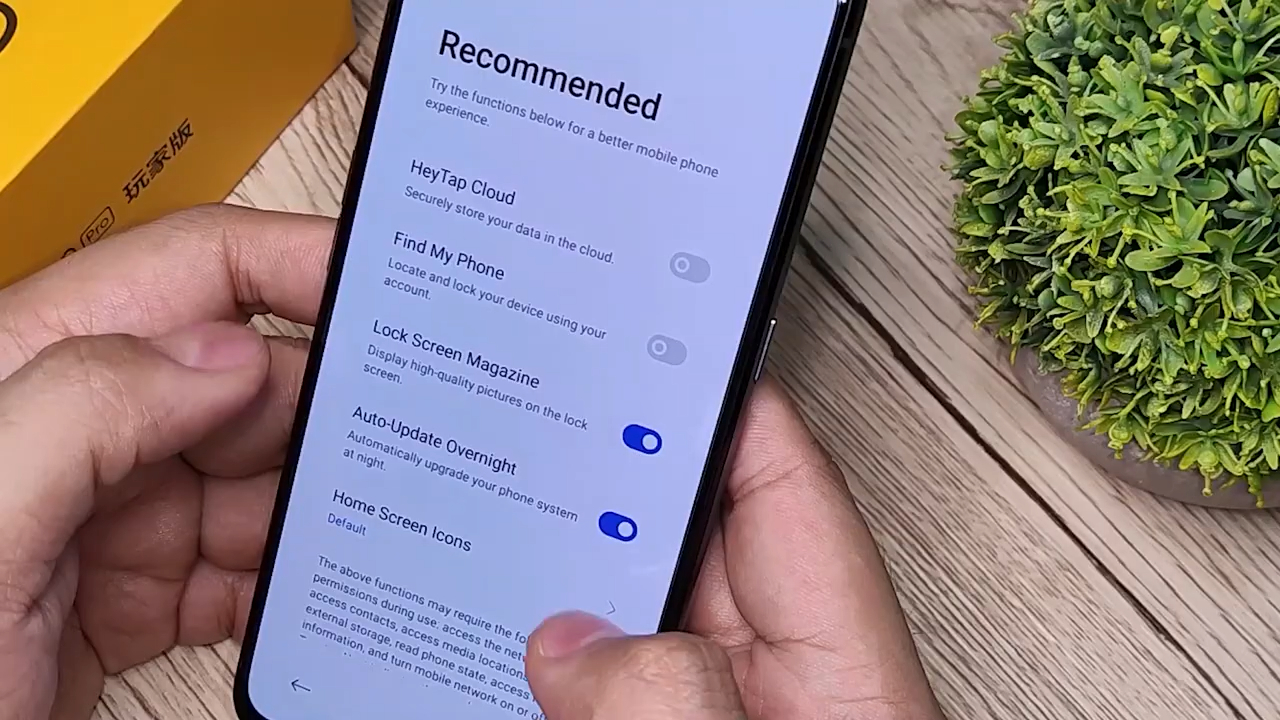 玩家版
Pro
Recommended
Try the functions below for a better mobile phone
experience.
HeyTap Cloud
Securely store your data in the cloud.
Find My Phone
Locate and lock your device using your
account.
Lock Screen Magazine
Display high-quality pictures on the lock
screen.
Auto-Update Overnight
Automatically upgrade your phone system
at night.
Home Screen Icons
Default
The above functions may require the
permissions during use: access the
access contacts, access media locations
external storage, read phone state, access
information, and turn mobile network on or